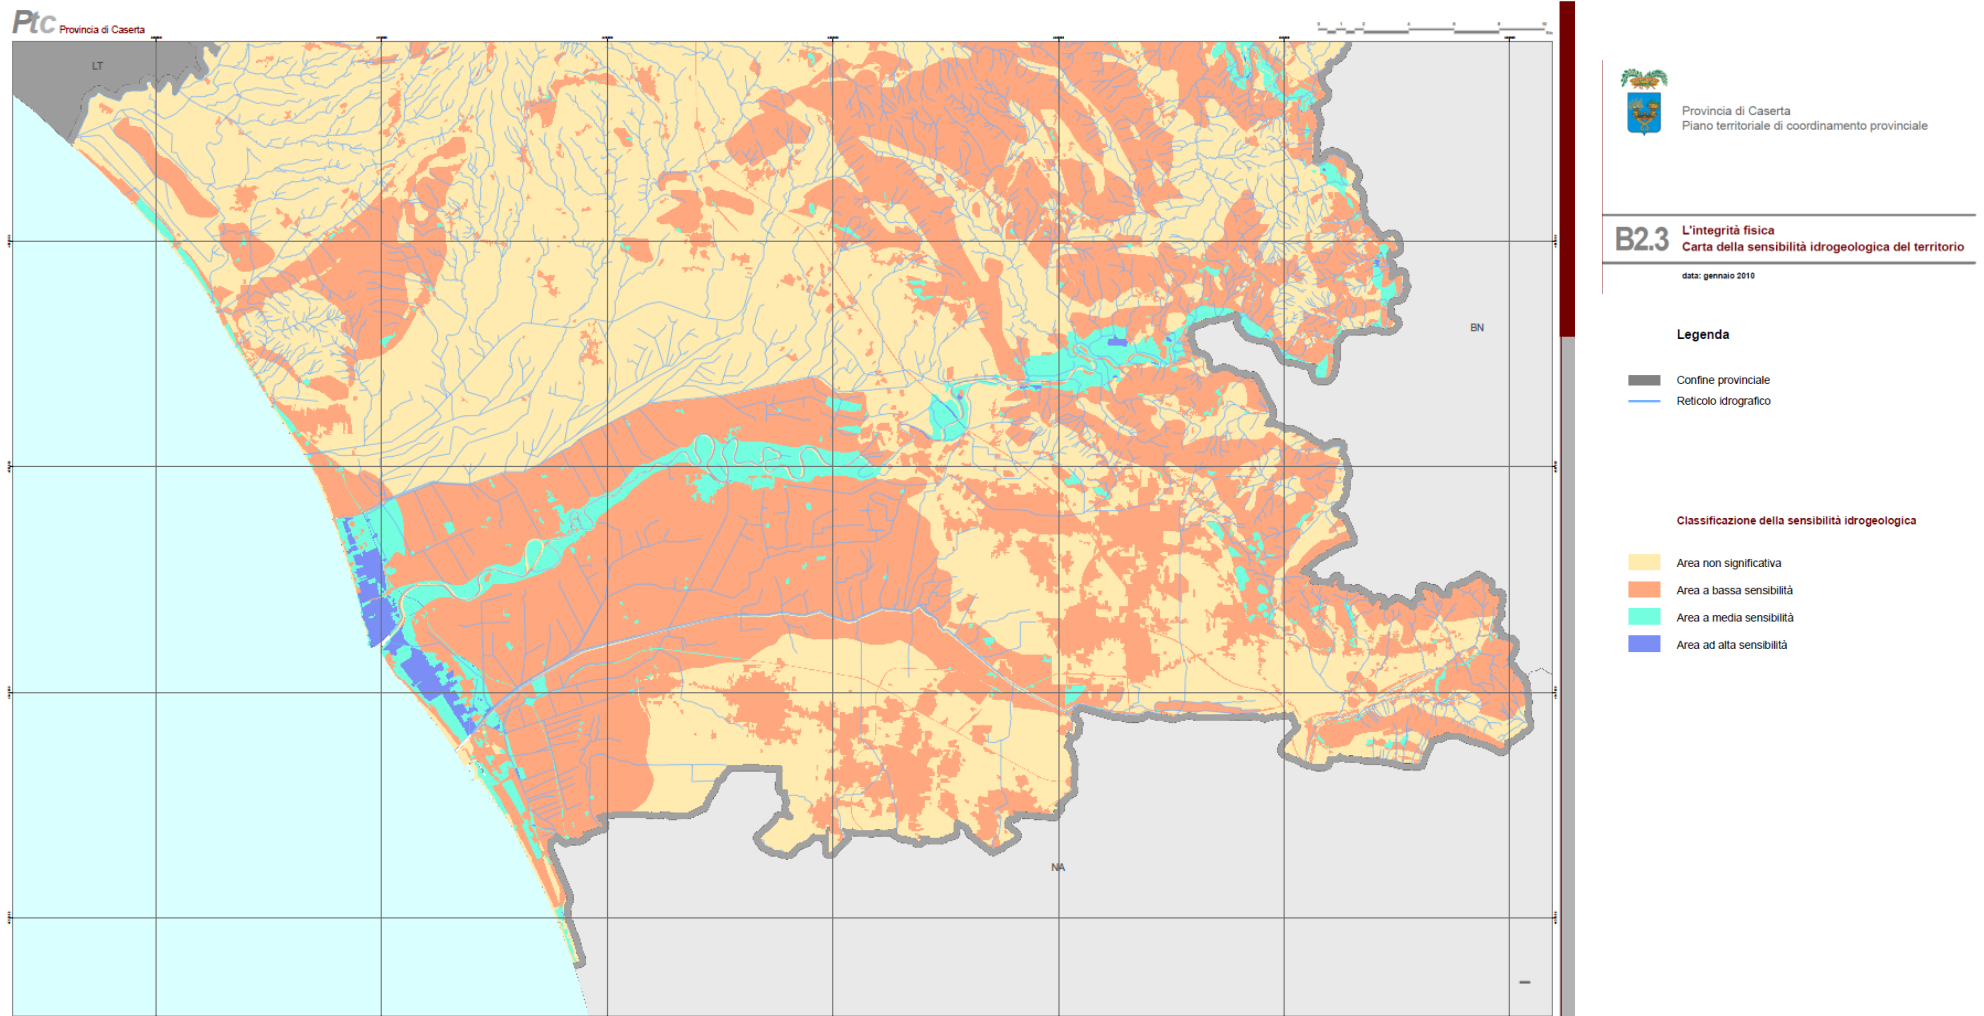 Ptc Provincia di Caserta
LT
BN
NA
Provincia di Caserta
Piano territoriale di coordinamento provinciale
B2.3 L'integrità fisica
Carta della sensibilità idrogeologica del territorio
data: gennaio 2010
Legenda
Confine provinciale
Reticolo idrografico
Classificazione della sensibilità idrogeologico
Area non significativa
Area a bassa sensibilità
Area a media sensibilità
Area ad alta sensibilità